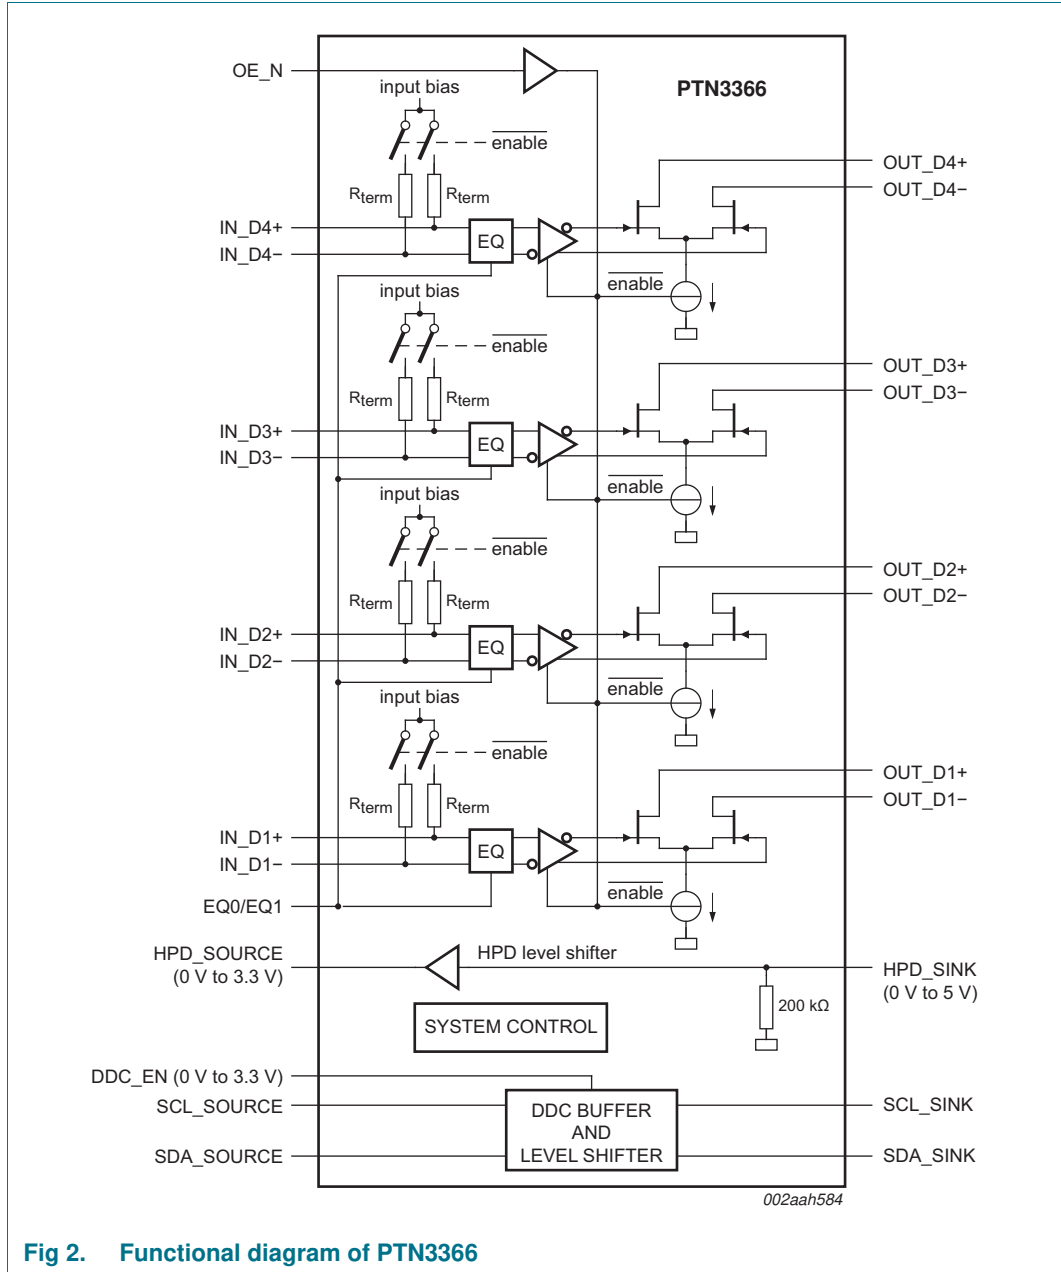 OE_N
input bias
PTN3366
enable
OUT_D4+
OUT_D4−
Rterm
Rterm
IN_D4+
IN_D4−
EQ
enable
input bias
enable
OUT_D3+
OUT_D3−
Rterm
Rterm
IN_D3+
IN_D3−
EQ
enable
input bias
enable
OUT_D2+
OUT_D2−
Rterm
Rterm
IN_D2+
IN_D2−
EQ
enable
input bias
enable
OUT_D1+
OUT_D1−
Rterm
Rterm
IN_D1+
IN_D1−
EQ
enable
EQ0/EQ1
HPD_SOURCE
(0 V to 3.3 V)
HPD level shifter
HPD_SINK
(0 V to 5 V)
200 kΩ
SYSTEM CONTROL
DDC_EN (0 V to 3.3 V)
SCL_SOURCE
DDC BUFFER
AND
LEVEL SHIFTER
SCL_SINK
SDA_SOURCE
SDA_SINK
002aah584
Fig 2. Functional diagram of PTN3366